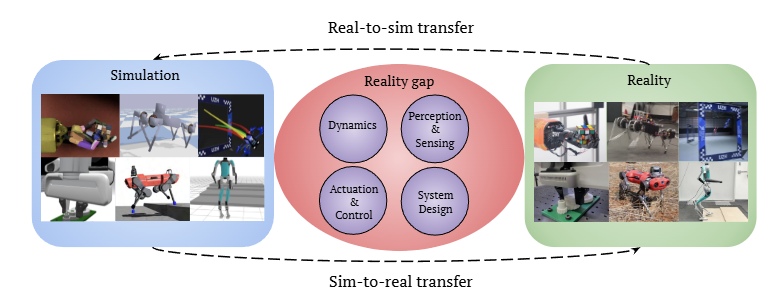 Real-to-sim transfer
Simulation
Reality gap
Reality
Dynamics
Perception
&
Sensing
Actuation
&
Control
System
Design
Sim-to-real transfer